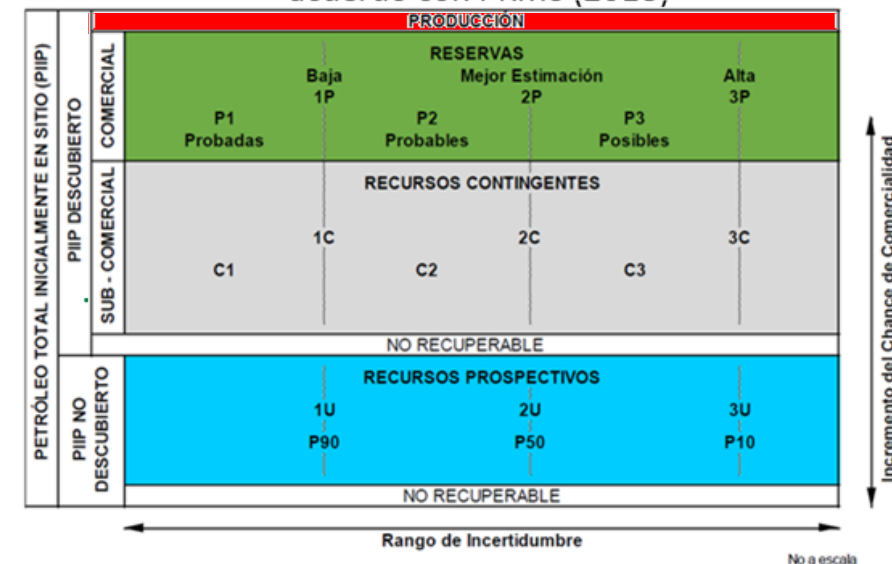 PRODUCCIÓN
PETRÓLEO TOTAL INICIALMENTE EN SITIO (PIIP)
PIIP DESCUBIERTO
COMERCIAL
RESERVAS
Baja Mejor Estimación Alta
1P 2P 3P
P1 P2 P3
Probadas Probables Posibles
SUB - COMERCIAL
RECURSOS CONTINGENTES
1C 2C 3C
C1 C2 C3
NO RECUPERABLE
PIIP NO
DESCUBIERTO
RECURSOS PROSPECTIVOS
1U 2U 3U
P90 P50 P10
NO RECUPERABLE
Incremento del Chance de Comercialidad
Rango de Incertidumbre
No a escala